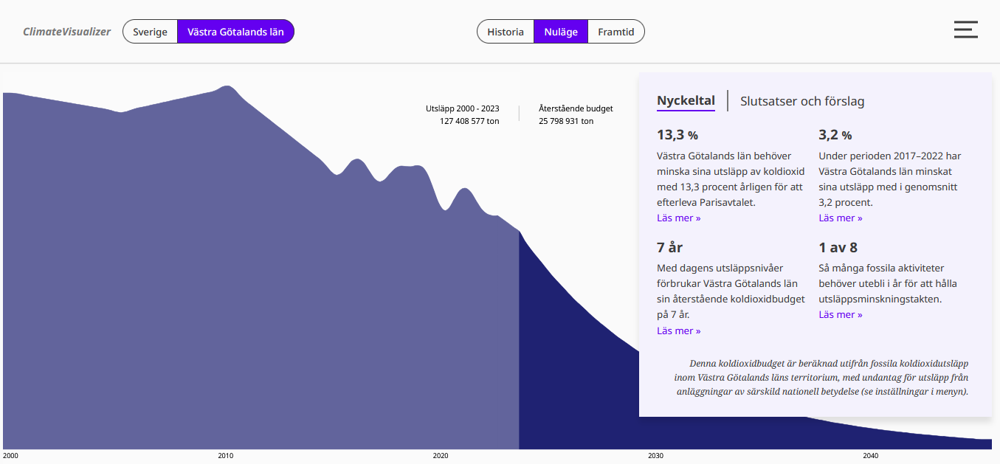 ClimateVisualizer
Sverige
Västra Götalands län
Historia
Nuläge
Framtid
Utsläpp 2000 - 2023
127 408 577 ton
Återstående budget
25 798 931 ton
Nyckeltal
Slutsatser och förslag
13,3 %
Västra Götalands län behöver
minska sina utsläpp av koldioxid
med 13,3 procent årligen för att
efterleva Parisavtalet.
Läs mer »
3,2 %
Under perioden 2017–2022 har
Västra Götalands län minskat
sina utsläpp med i genomsnitt
3,2 procent.
Läs mer »
7 år
Med dagens utsläppsnivåer
förbrukar Västra Götalands län
sin återstående koldioxidbudget
på 7 år.
Läs mer »
1 av 8
Så många fossila aktiviteter
behöver utebli i år för att hålla
utsläppsminskningstakten.
Läs mer »
Denna koldioxidbudget är beräknad utifrån fossila koldioxidutsläpp
inom Västra Götalands läns territorium, med undantag för utsläpp från
anläggningar av särskild nationell betydelse (se inställningar i menyn).
2000
2010
2020
2030
2040